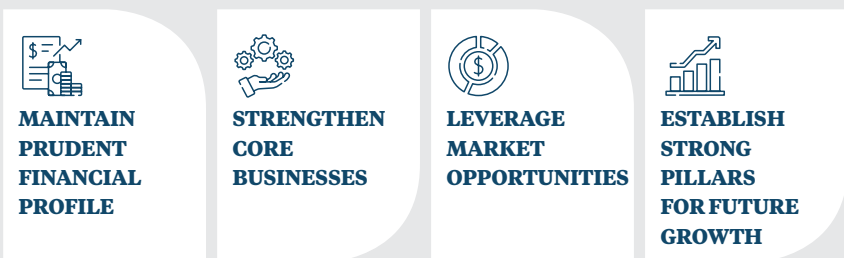 MAINTAIN
PRUDENT
FINANCIAL
PROFILE
STRENGTHEN
CORE
BUSINESSES
LEVERAGE
MARKET
OPPORTUNITIES
ESTABLISH
STRONG
PILLARS
FOR FUTURE
GROWTH